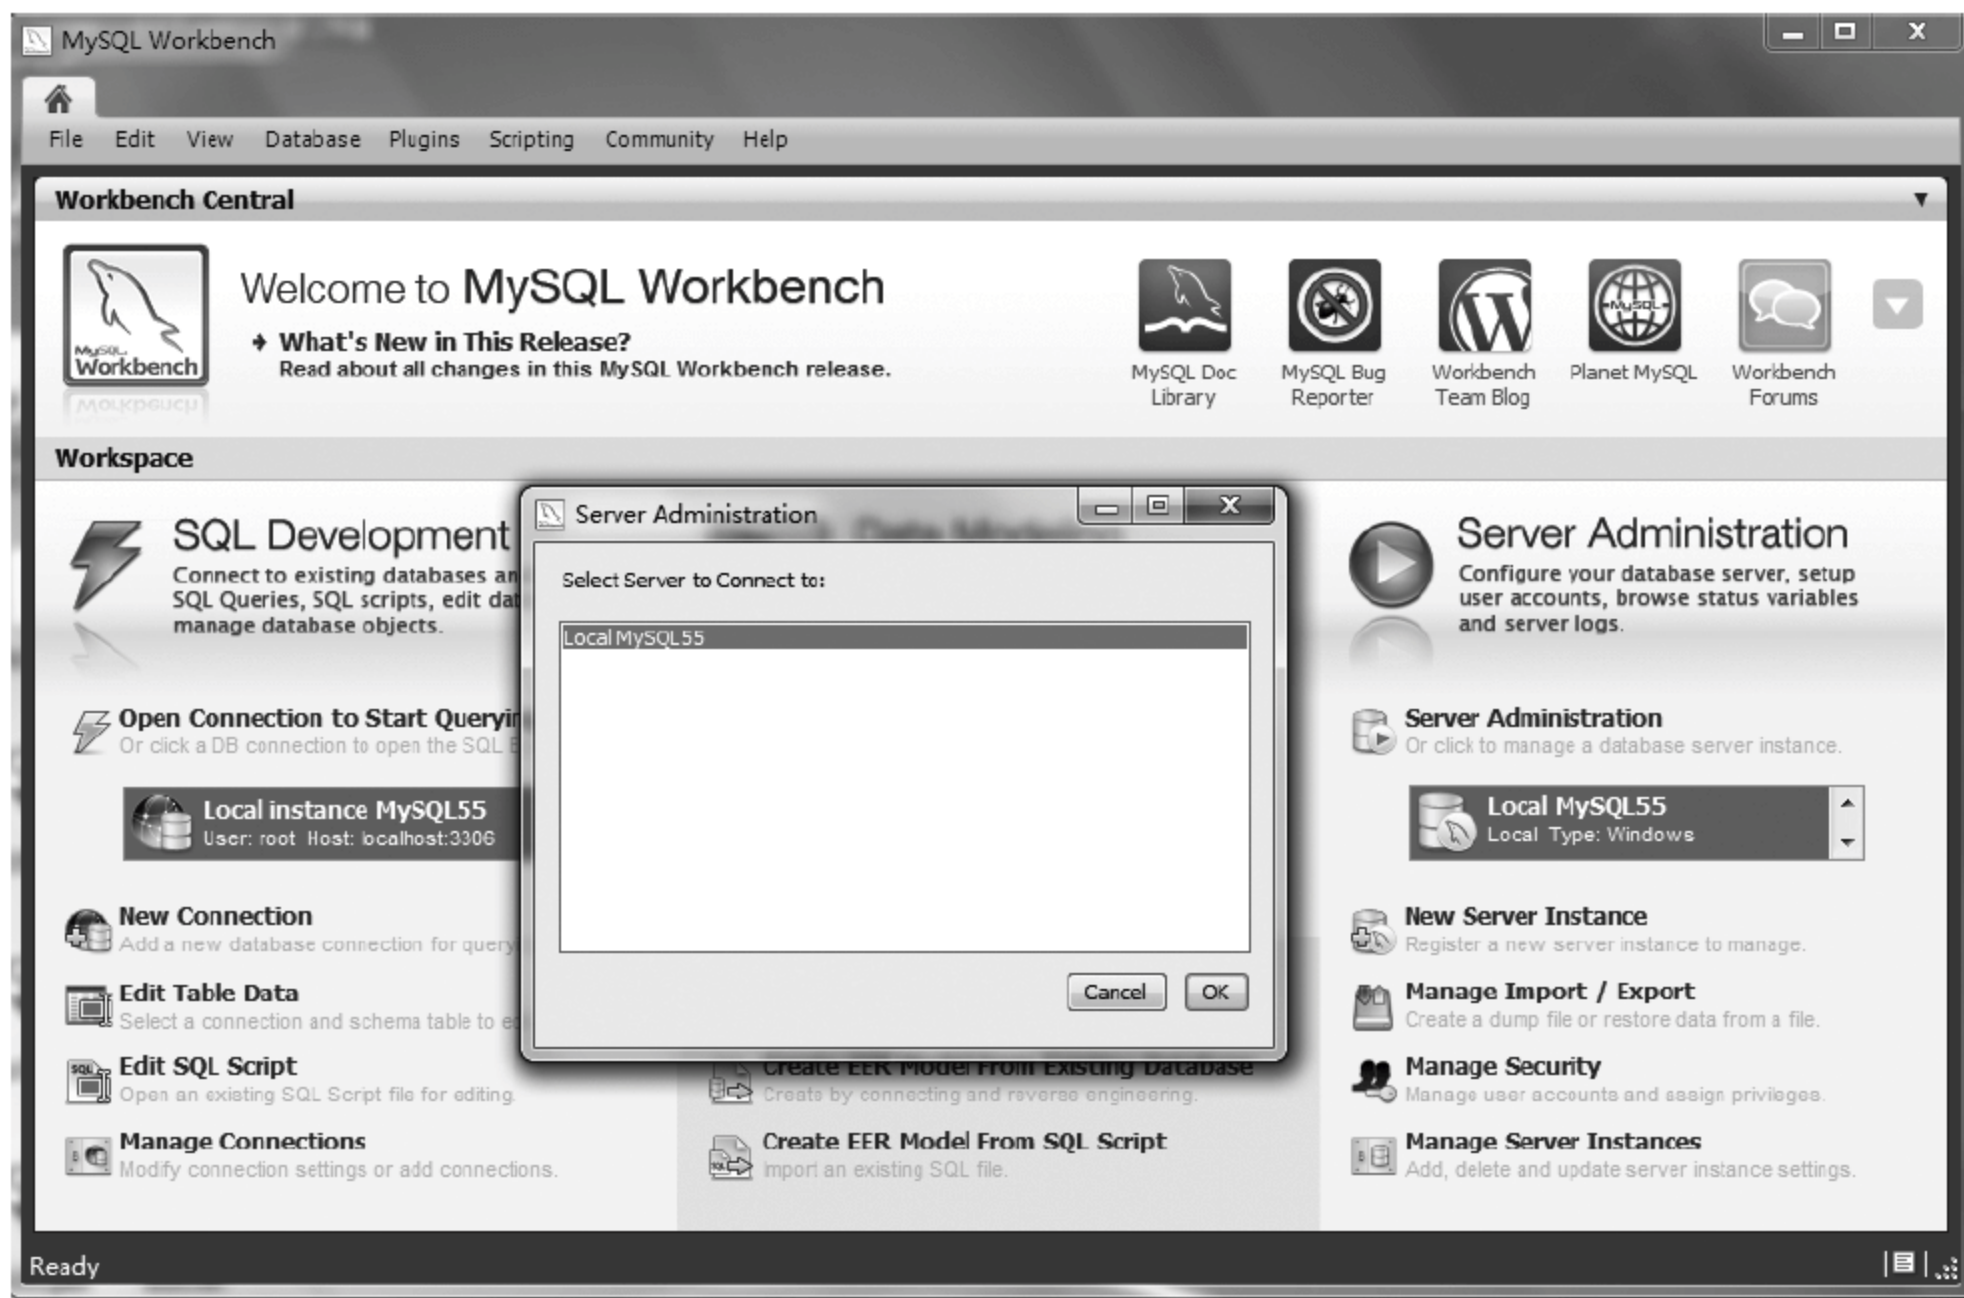 MySQL Workbench
File Edit View Database Plugins Scripting Community Help
Workbench Central
MySQL
Workbench
Welcome to MySQL Workbench
What's New in This Release?
Read about all changes in this MySQL Workbench release.
MySQL Doc
Library
MySQL Bug
Reporter
Workbench
Team Blog
MySQL
Planet MySQL
Workbench
Forums
Workspace
SQL Development
Connect to existing databases an
SQL Queries, SQL scripts, edit dat
manage database objects.
Open Connection to Start Queryin
Or click a DB connection to open the SQL E
Local instance MySQL55
User: root Host: localhost:3306
New Connection
Add a new database connection for query
Edit Table Data
Select a connection and schema table to e
Edit SQL Script
Open an existing SQL Script file for editing.
Manage Connections
Modify connection settings or add connections.
Data Modeling
Server Administration
Select Server to Connect to:
Local MySQL55
Cancel OK
Create EER Model From Existing Database
Create by connecting and reverse engineering.
Create EER Model From SQL Script
Import an existing SQL file.
Server Administration
Configure your database server, setup
user accounts, browse status variables
and server logs.
Server Administration
Or click to manage a database server instance.
Local MySQL55
Local Type: Windows
New Server Instance
Register a new server instance to manage.
Manage Import / Export
Create a dump file or restore data from a file.
Manage Security
Manage user accounts and assign privileges.
Manage Server Instances
Add, delete and update server instance settings.
Ready